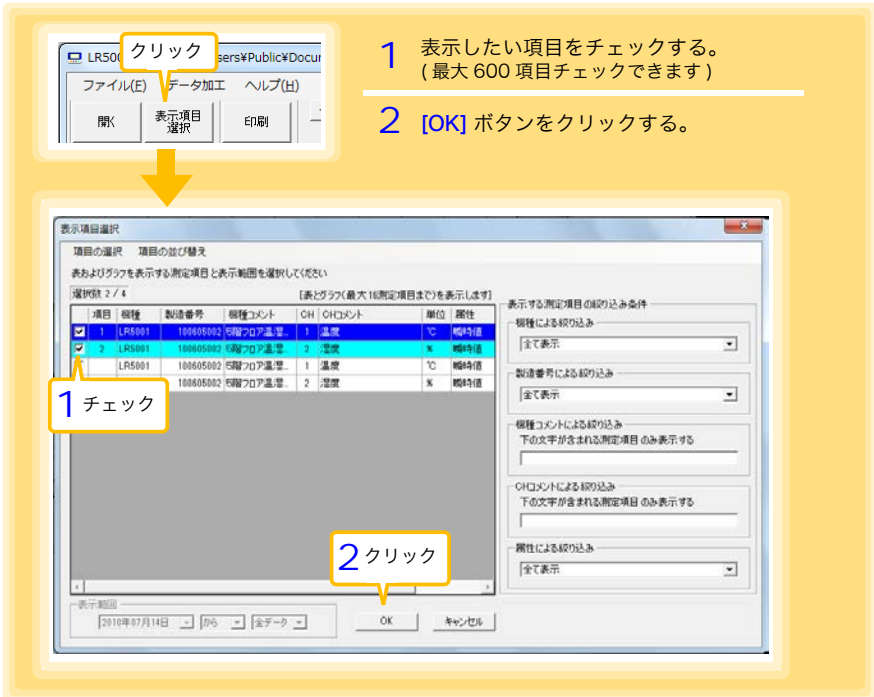 クリック
LR500
sers¥Public¥Docu
ファイル(F) データ加工 ヘルプ(H)
開く 表示項目選択 印刷
1 表示したい項目をチェックする。
(最大 600 項目チェックできます)
2 [OK] ボタンをクリックする。
表示項目選択
項目の選択 項目の並び替え
表およびグラフを表示する測定項目と表示範囲を選択してください
選択数 2 / 4 [表とグラフ(最大16測定項目まで)を表示します]
項目 機種 製造番号 機種コメント CH CHコメント 単位 属性
1 LR5001 100605002 5階フロア温湿.. 1 温度 ℃ 瞬時値
2 LR5001 100605002 5階フロア温湿.. 2 湿度 % 瞬時値
LR5001 100605002 5階フロア温湿.. 1 温度 ℃ 瞬時値
100605002 5階フロア温湿.. 2 湿度 % 瞬時値
1 チェック
表示する測定項目の絞り込み条件
機種による絞り込み
全て表示
製造番号による絞り込み
全て表示
機種コメントによる絞り込み
下の文字が含まれる測定項目のみ表示する
CHコメントによる絞り込み
下の文字が含まれる測定項目のみ表示する
属性による絞り込み
全て表示
2 クリック
表示範囲
2010年07月14日 から 全データ
OK キャンセル